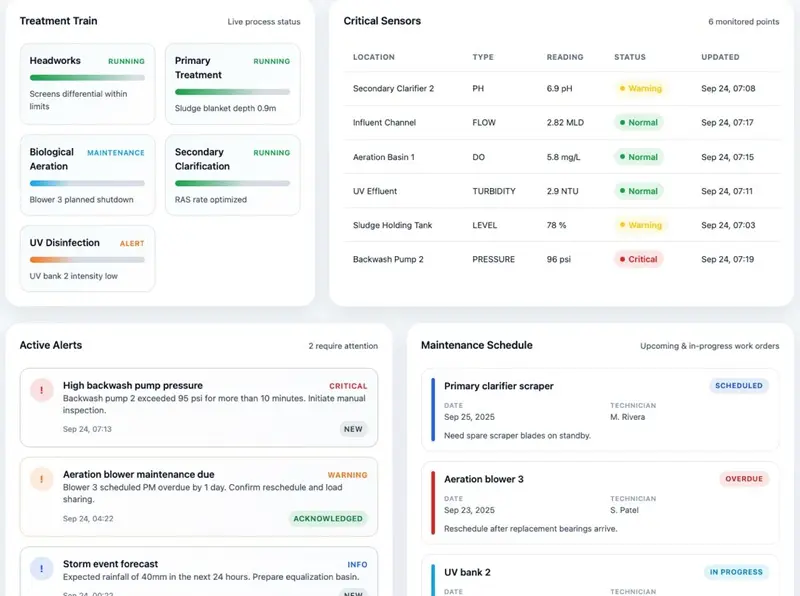 Treatment Train
Live process status
Headworks
RUNNING
Screens differential within
limits
Primary
Treatment
RUNNING
Sludge blanket depth 0.9m
Biological
Aeration
MAINTENANCE
Blower 3 planned shutdown
Secondary
Clarification
RUNNING
RAS rate optimized
UV Disinfection
ALERT
UV bank 2 intensity low
Critical Sensors
6 monitored points
LOCATION TYPE READING STATUS UPDATED
Secondary Clarifier 2 PH 6.9 pH Warning Sep 24, 07:08
Influent Channel FLOW 2.82 MLD Normal Sep 24, 07:17
Aeration Basin 1 DO 5.8 mg/L Normal Sep 24, 07:15
UV Effluent TURBIDITY 2.9 NTU Normal Sep 24, 07:11
Sludge Holding Tank LEVEL 78 % Warning Sep 24, 07:03
Backwash Pump 2 PRESSURE 96 psi Critical Sep 24, 07:19
Active Alerts
2 require attention
!
High backwash pump pressure
CRITICAL
Backwash pump 2 exceeded 95 psi for more than 10 minutes. Initiate manual
inspection.
Sep 24, 07:13
NEW
!
Aeration blower maintenance due
WARNING
Blower 3 scheduled PM overdue by 1 day. Confirm reschedule and load
sharing.
Sep 24, 04:22
ACKNOWLEDGED
!
Storm event forecast
INFO
Expected rainfall of 40mm in the next 24 hours. Prepare equalization basin.
Sep 24, 00:22
NEW
Maintenance Schedule
Upcoming & in-progress work orders
Primary clarifier scraper
SCHEDULED
DATE TECHNICIAN
Sep 25, 2025 M. Rivera
Need spare scraper blades on standby.
Aeration blower 3
OVERDUE
DATE TECHNICIAN
Sep 23, 2025 S. Patel
Reschedule after replacement bearings arrive.
UV bank 2
IN PROGRESS
DATE TECHNICIAN